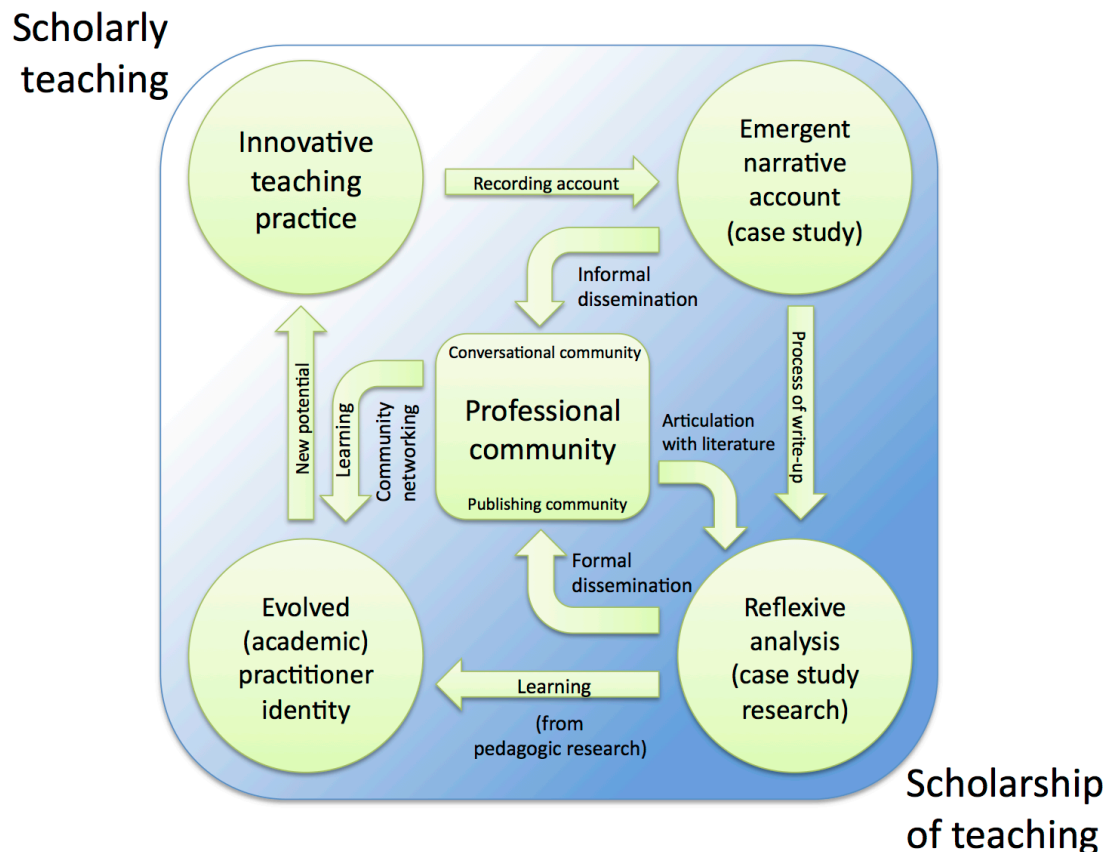 Scholarly
teaching
Innovative
teaching
practice
Recording account
Emergent
narrative
account
(case study)
Informal
dissemination
Conversational community
Professional
community
Publishing community
New potential
Learning
Community
networking
Articulation
with literature
Process of write-up
Formal
dissemination
Evolved
(academic)
practitioner
identity
Learning
(from
pedagogic research)
Reflexive
analysis
(case study
research)
Scholarship
of teaching